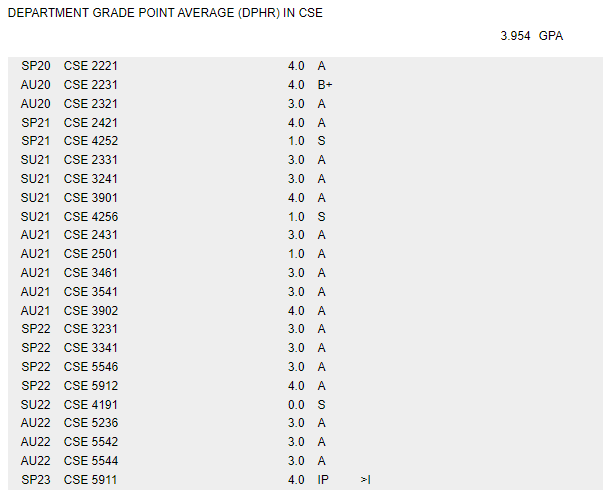 DEPARTMENT GRADE POINT AVERAGE (DPHR) IN CSE
3.954 GPA
SP20 CSE 2221 4.0 A
AU20 CSE 2231 4.0 B+
AU20 CSE 2321 3.0 A
SP21 CSE 2421 4.0 A
SP21 CSE 4252 1.0 S
SU21 CSE 2331 3.0 A
SU21 CSE 3241 3.0 A
SU21 CSE 3901 4.0 A
SU21 CSE 4256 1.0 S
AU21 CSE 2431 3.0 A
AU21 CSE 2501 1.0 A
AU21 CSE 3461 3.0 A
AU21 CSE 3541 3.0 A
AU21 CSE 3902 4.0 A
SP22 CSE 3231 3.0 A
SP22 CSE 3341 3.0 A
SP22 CSE 5546 3.0 A
SP22 CSE 5912 4.0 A
SU22 CSE 4191 0.0 S
AU22 CSE 5236 3.0 A
AU22 CSE 5542 3.0 A
AU22 CSE 5544 3.0 A
SP23 CSE 5911 4.0 IP >I